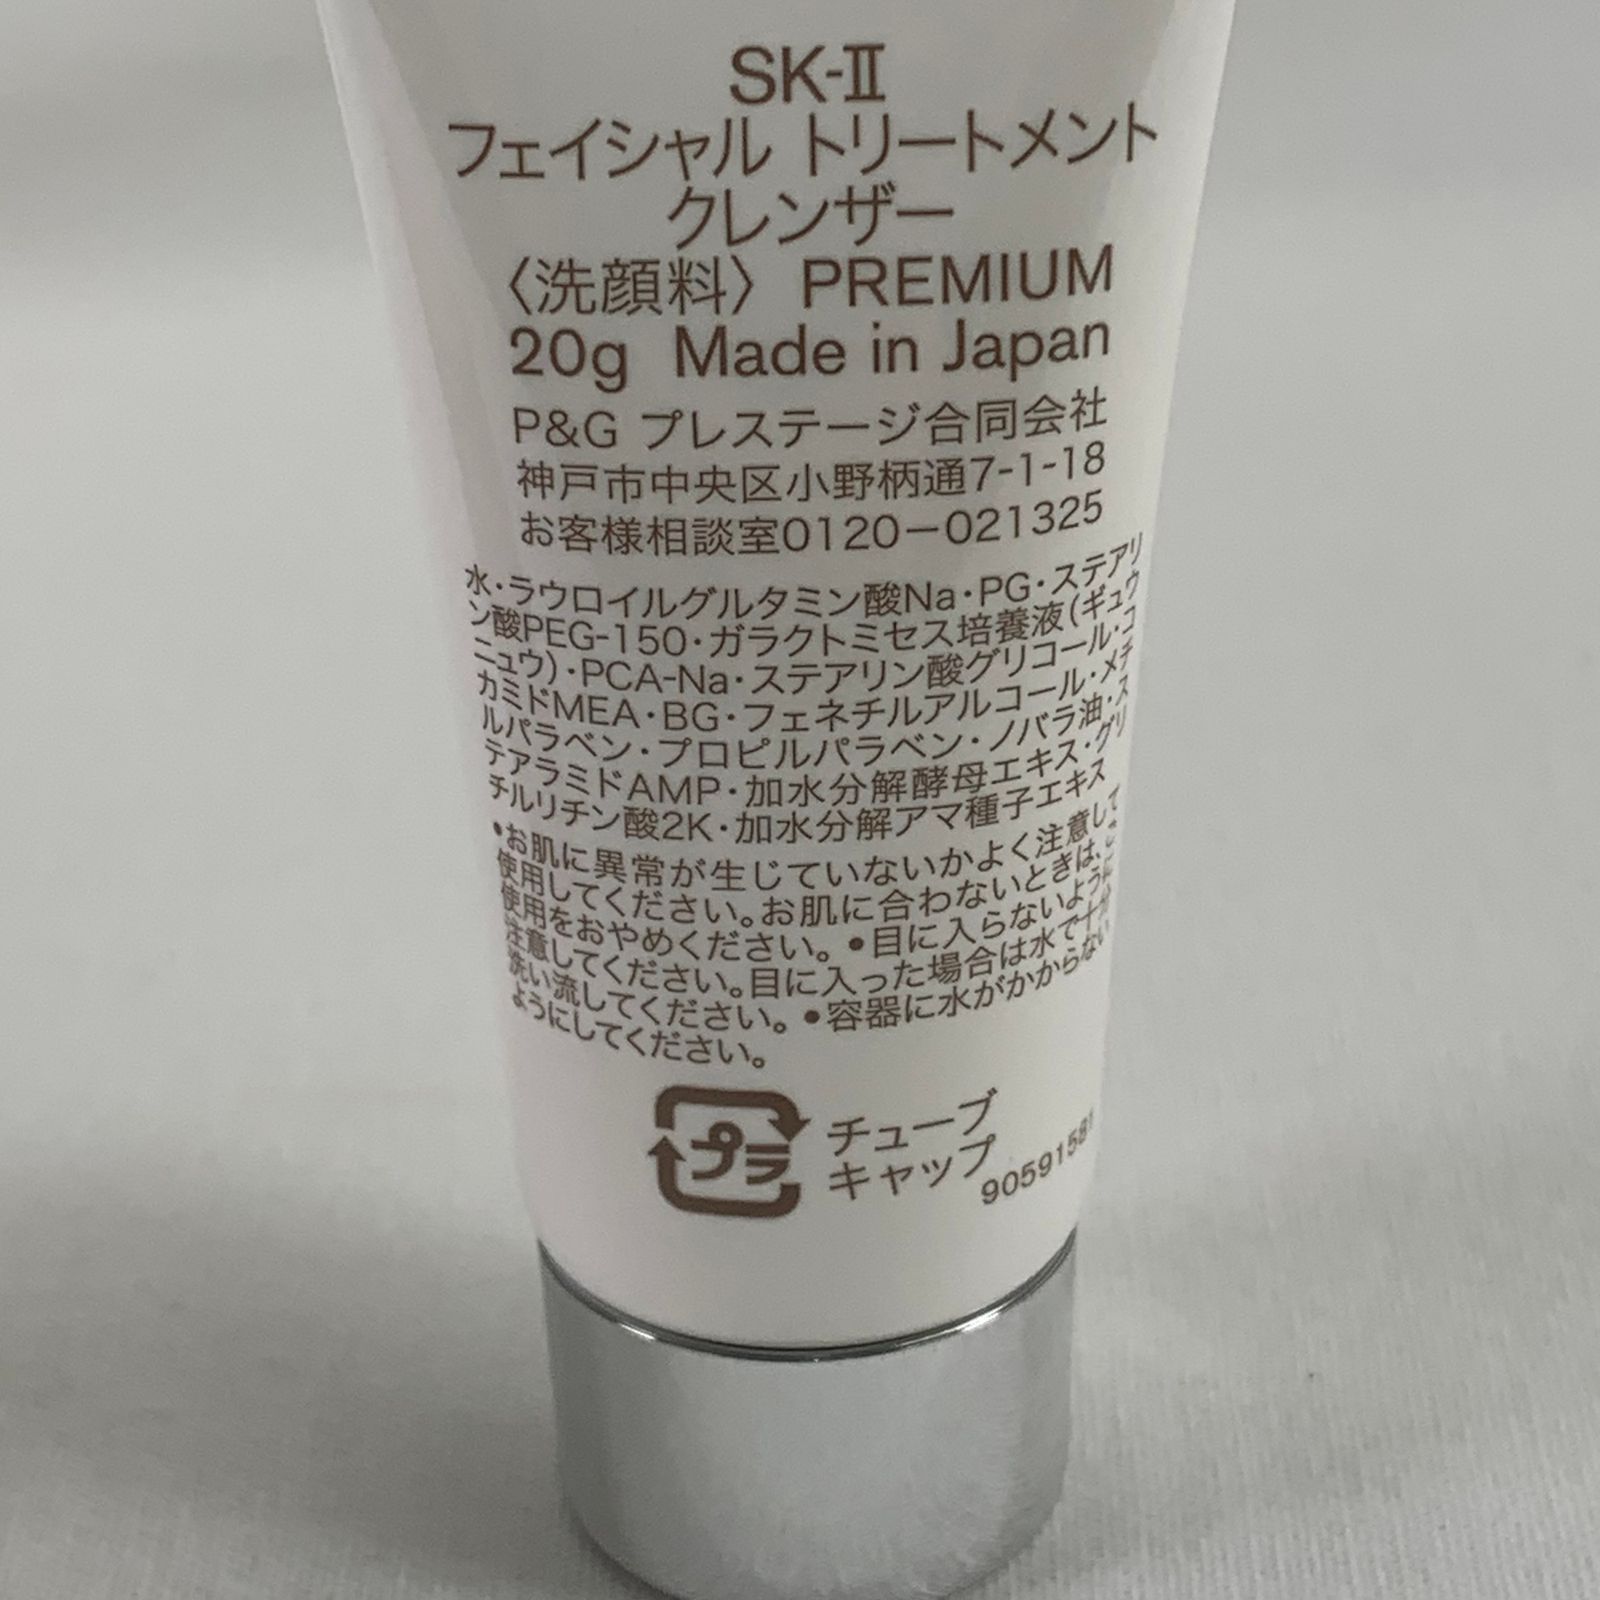 SK-Ⅱ
フェイシャル トリートメント
クレンザー
〈洗顔料〉 PREMIUM
20g Made in Japan
P&G プレステージ合同会社
神戸市中央区小野柄通7-1-18
お客様相談室0120-021325
水・ラウロイルグルタミン酸Na・PG・ステアリ
ン酸PEG-150・ガラクトミセス培養液(ギュウ
ニュウ)・PCA-Na・ステアリン酸グリコール・コ
カミドMEA・BG・フェネチルアルコール・メチ
ルパラベン・プロピルパラベン・ノバラ油・ス
テアラミドAMP・加水分解酵母エキス・グリ
チルリチン酸2K・加水分解アマ種子エキス
●お肌に異常が生じていないかよく注意して
使用してください。お肌に合わないときは、ご
使用をおやめください。●目に入らないように
注意してください。目に入った場合は水で十分に
洗い流してください。●容器に水がかからない
ようにしてください。
プラ
チューブ
キャップ
90591581